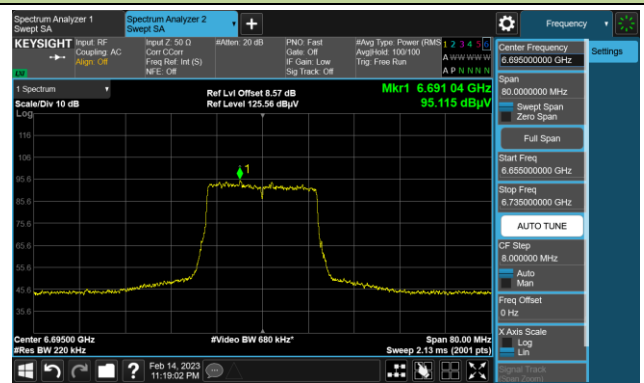 Spectrum Analyzer 1
Swept SA
Spectrum Analyzer 2
Swept SA
Frequency
KEYSIGHT
Input: RF
Coupling: AC
Align: Off
Input Z: 50 Ω
Corr CCorr
Freq Ref: Int (S)
NFE: Off
#Atten: 20 dB
PNO: Fast
Gate: Off
IF Gain: Low
Sig Track: Off
#Avg Type: Power (RMS
Avg|Hold: 100/100
Trig: Free Run
1 2 3 4 5 6
A W W W W W
A P N N N N
LU
1 Spectrum
Scale/Div 10 dB
Log
Ref Lvl Offset 8.57 dB
Ref Level 125.56 dBµV
Mkr1 6.691 04 GHz
95.115 dBµV
1
116
106
95.6
85.6
75.6
65.6
55.6
45.6
35.6
Center 6.69500 GHz
#Res BW 220 kHz
#Video BW 680 kHz*
Span 80.00 MHz
Sweep 2.13 ms (2001 pts)
Feb 14, 2023
11:19:02 PM
Center Frequency
6.695000000 GHz
Settings
Span
80.0000000 MHz
Swept Span
Zero Span
Full Span
Start Freq
6.655000000 GHz
Stop Freq
6.735000000 GHz
AUTO TUNE
CF Step
8.000000 MHz
Auto
Man
Freq Offset
0 Hz
X Axis Scale
Log
Lin
Signal Track
(Span Zoom)